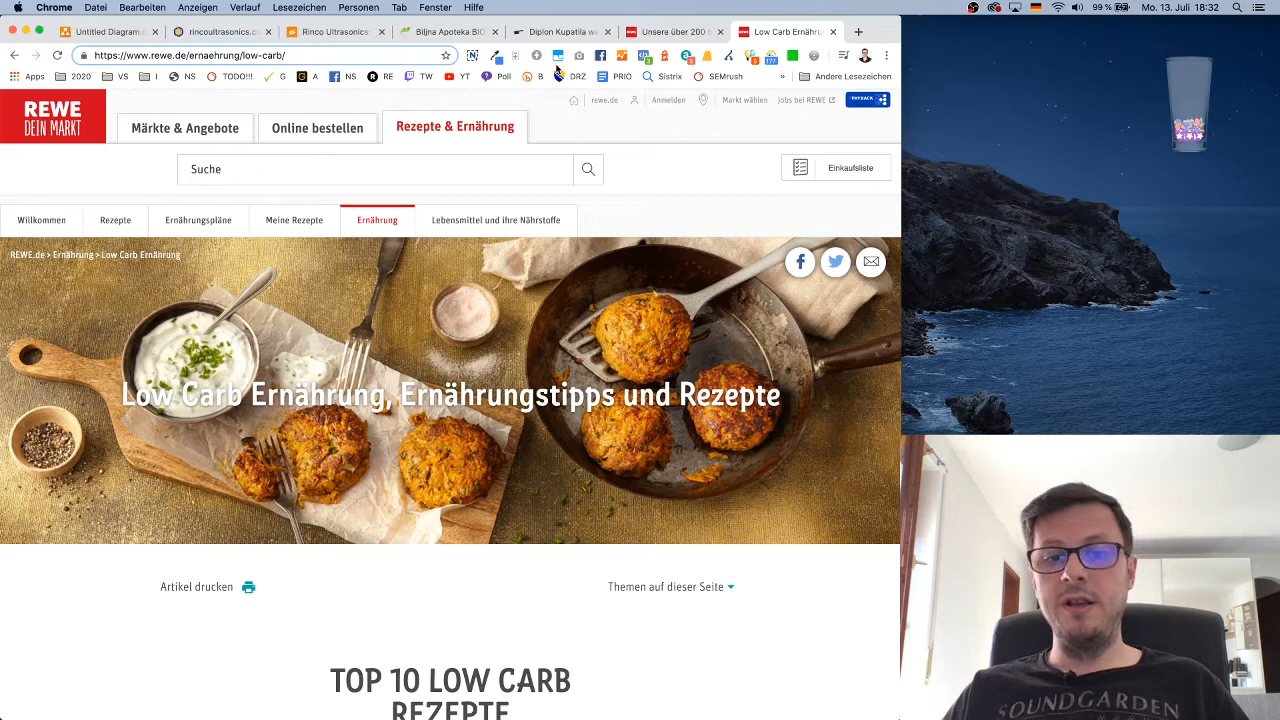 Chrome Datei Bearbeiten Anzeigen Verlauf Lesezeichen Personen Tab Fenster Hilfe
99 % Mo. 13. Juli 18:32
Untitled Diagram.d
rincoultrasonics.co
Rinco Ultrasonics:
Biljna Apoteka BIO
Diplon Kupatila we
Unsere über 200 b
Low Carb Ernährun
https://www.rewe.de/ernaehrung/low-carb/
Apps 2020 VS I NS TODO!!! G A NS RE TW YT Poll B DRZ PRIO Sistrix SEMrush » Andere Lesezeichen
REWE
DEIN MARKT
rewe.de Anmelden Markt wählen Jobs bei REWE PAYBACK
Märkte & Angebote Online bestellen Rezepte & Ernährung
Suche
Einkaufsliste
Willkommen Rezepte Ernährungspläne Meine Rezepte Ernährung Lebensmittel und ihre Nährstoffe
REWE.de > Ernährung > Low Carb Ernährung
Low Carb Ernährung, Ernährungstipps und Rezepte
Artikel drucken
Themen auf dieser Seite
TOP 10 LOW CARB
REZEPTE
SOUNDGARDEN